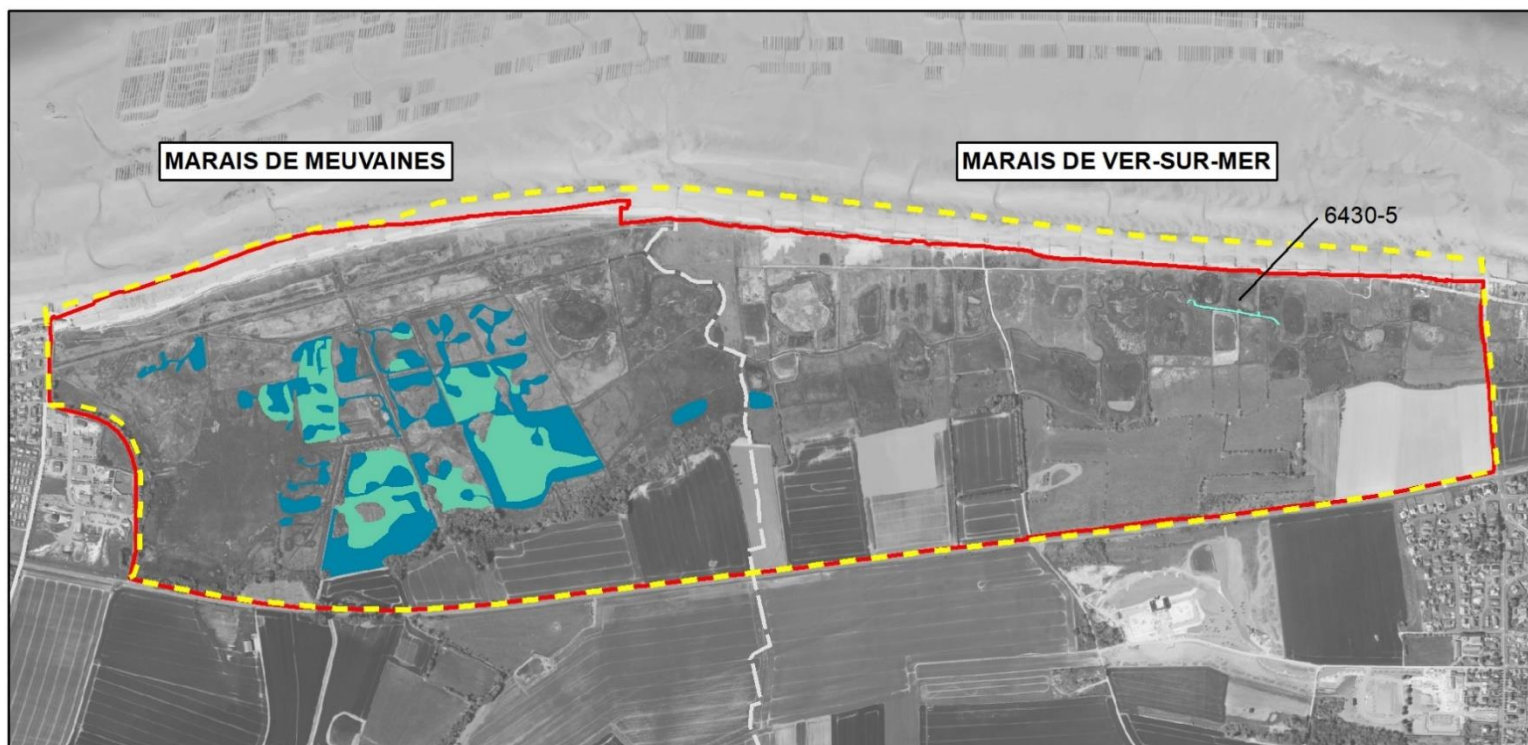 MARAIS DE MEUVAINES
MARAIS DE VER-SUR-MER
6430-5